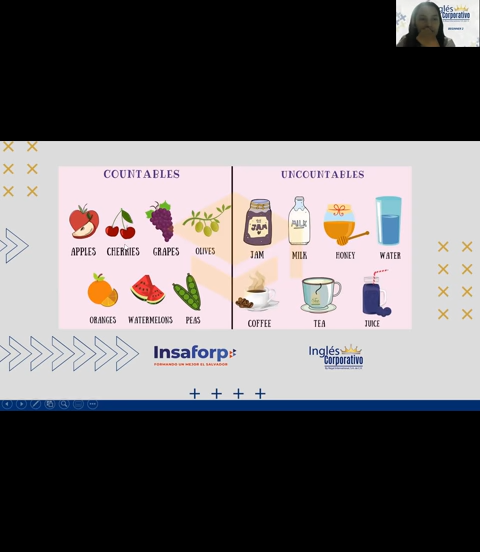 glés
Corporativo
COUNTABLES
UNCOUNTABLES
APPLES CHERRIES GRAPES OLIVES
JAM MILK HONEY WATER
JAM
MILK
ORANGES WATERMELONS PEAS
COFFEE TEA JUICE
Insaforp
FORMANDO UN MEJOR EL SALVADOR
Inglés
Corporativo